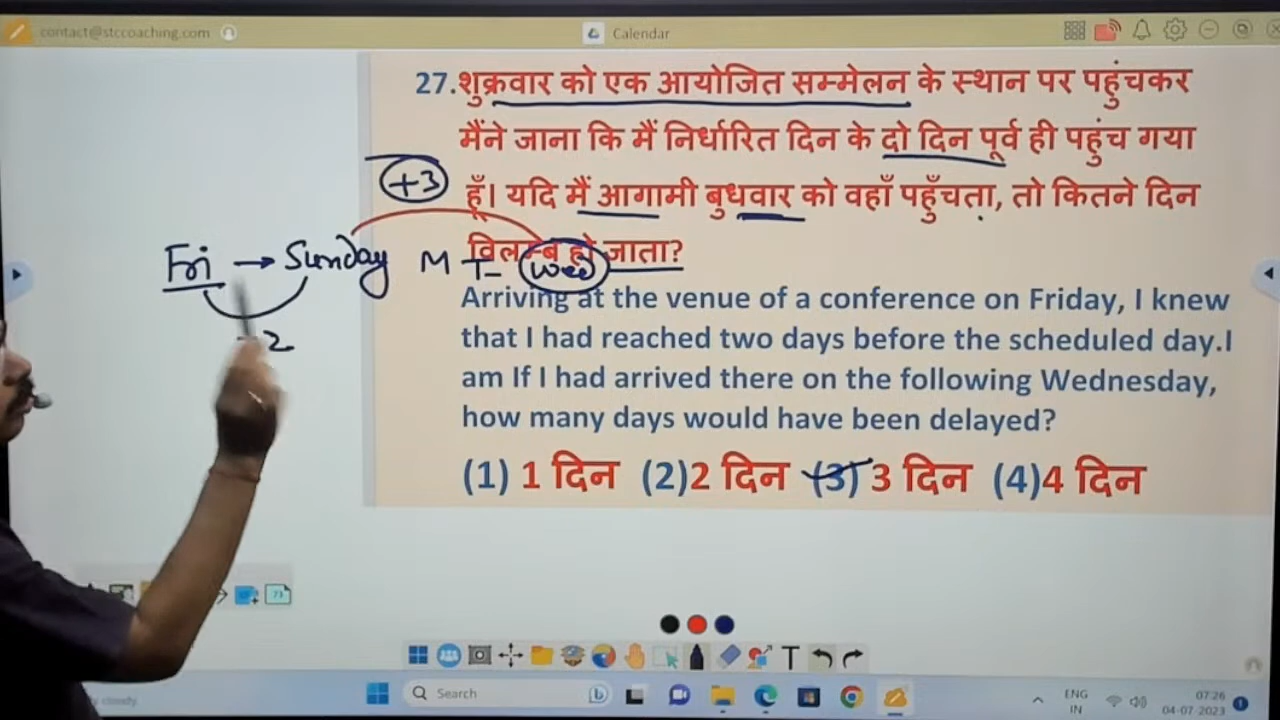 contact@stccoaching.com
Calendar
27.शुक्रवार को एक आयोजित सम्मेलन के स्थान पर पहुंचकर
मैंने जाना कि मैं निर्धारित दिन के दो दिन पूर्व ही पहुंच गया
+3
हूँ। यदि मैं आगामी बुधवार को वहाँ पहुँचता, तो कितने दिन
विलम्ब हो जाता?
Fri → Sunday M T Wed
2
Arriving at the venue of a conference on Friday, I knew
that I had reached two days before the scheduled day.I
am If I had arrived there on the following Wednesday,
how many days would have been delayed?
(1) 1 दिन (2)2 दिन (3) 3 दिन (4)4 दिन
T
Search
ENG
IN
07:26
04-07-2023